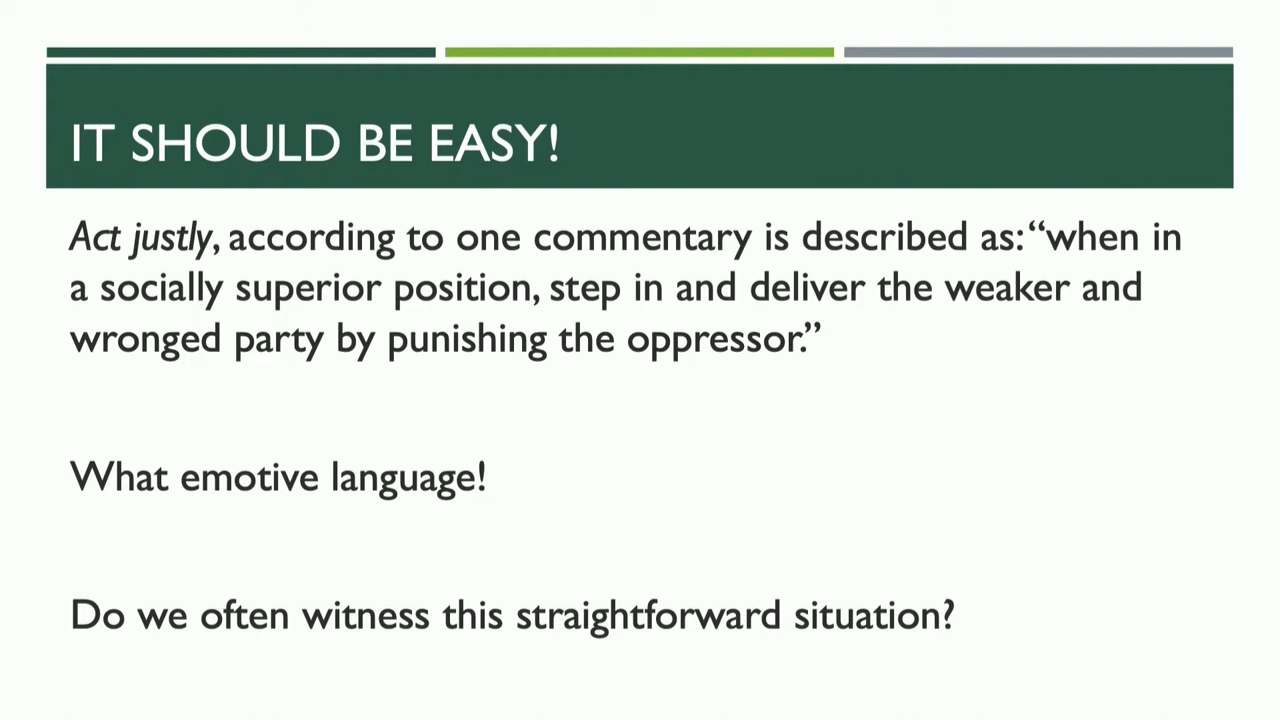 IT SHOULD BE EASY!
Act justly, according to one commentary is described as: “when in
a socially superior position, step in and deliver the weaker and
wronged party by punishing the oppressor.”
What emotive language!
Do we often witness this straightforward situation?